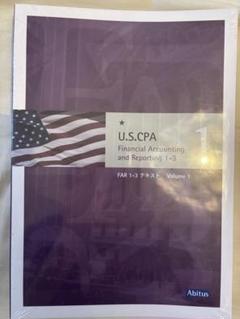 ★
U.S.CPA
Financial Accounting
and Reporting 1-3
1
FAR 1-3 テキスト Volume 1
Abitus